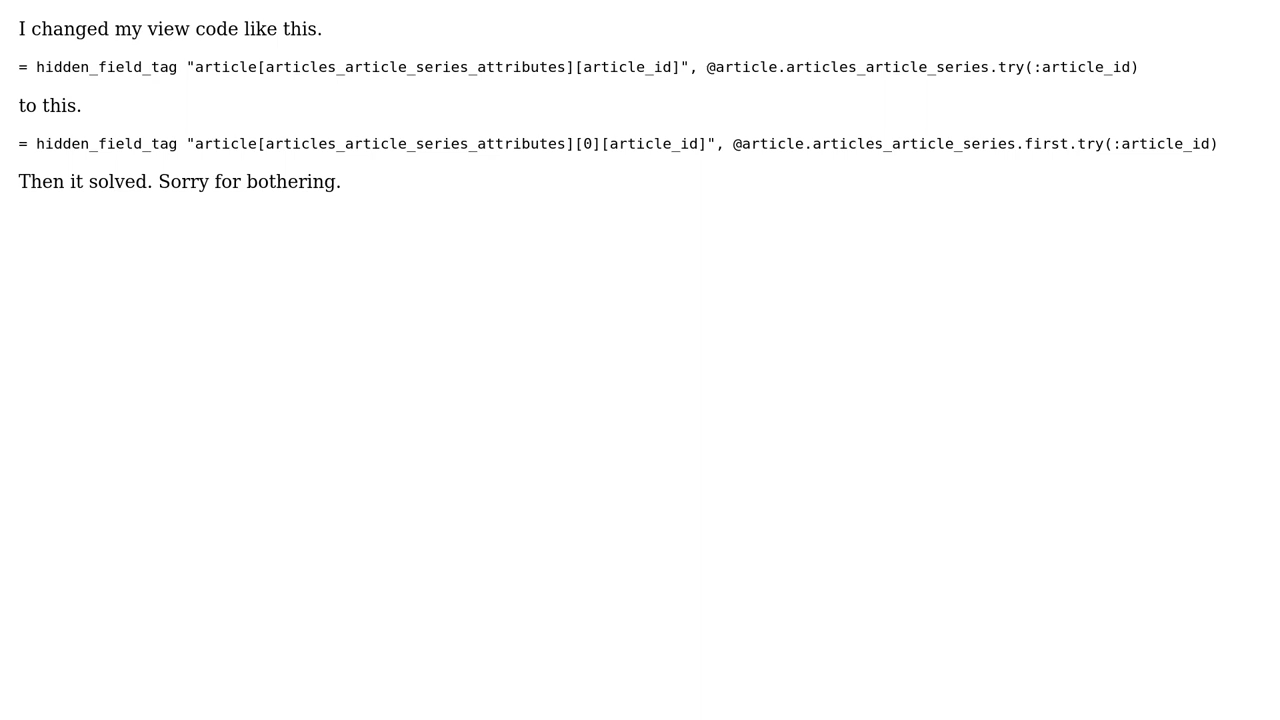 I changed my view code like this.
= hidden_field_tag "article[articles_article_series_attributes][article_id]", @article.articles_article_series.try(:article_id)
to this.
= hidden_field_tag "article[articles_article_series_attributes][0][article_id]", @article.articles_article_series.first.try(:article_id)
Then it solved. Sorry for bothering.